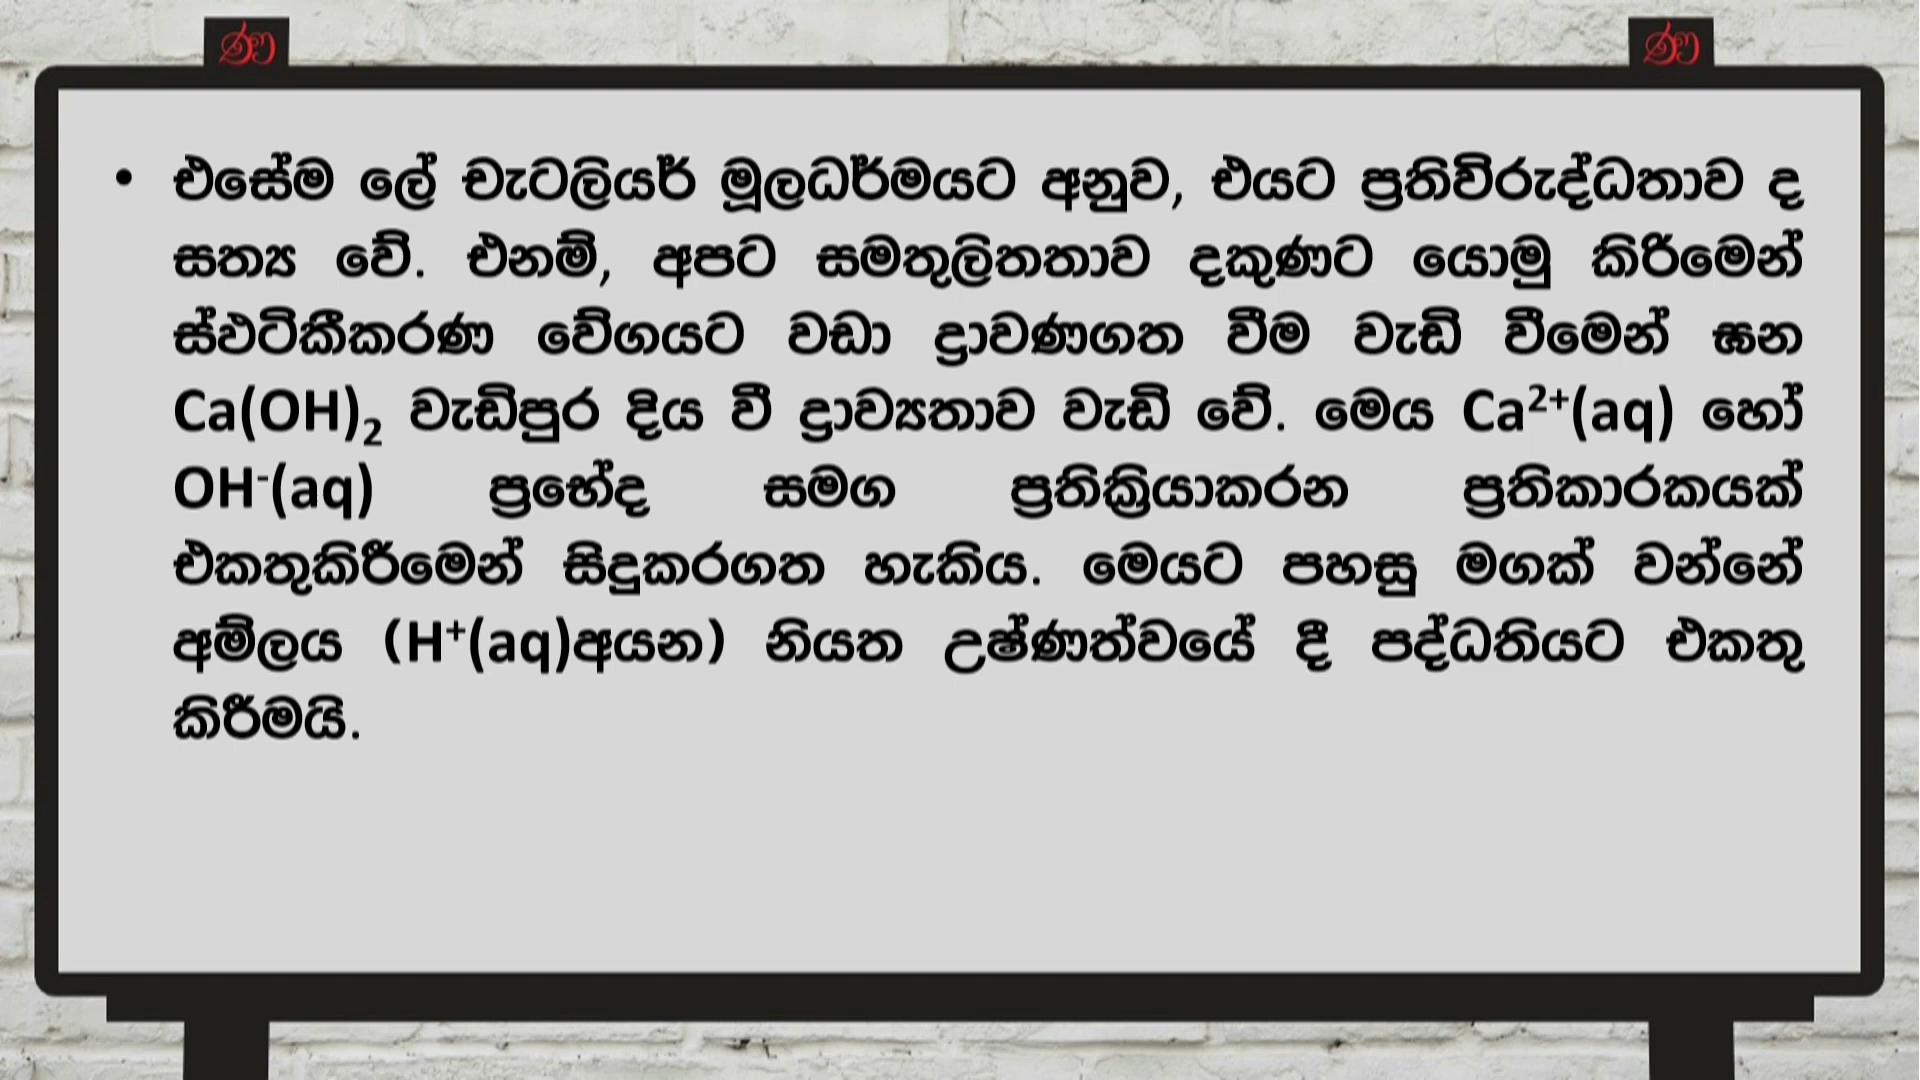 ණ ණ
• එසේම ලේ චැටලියර් මූලධර්මයට අනුව, එයට ප්‍රතිවිරුද්ධතාව ද
සත්‍ය වේ. එනම්, අපට සමතුලිතතාව දකුණට යොමු කිරිමෙන්
ස්ඵටිකීකරණ වේගයට වඩා ද්‍රාවණගත වීම වැඩි වීමෙන් ඝන
Ca(OH)₂ වැඩිපුර දිය වී ද්‍රාව්‍යතාව වැඩි වේ. මෙය Ca²⁺(aq) හෝ
OH⁻(aq) ප්‍රභේද සමග ප්‍රතික්‍රියාකරන ප්‍රතිකාරකයක්
එකතුකිරීමෙන් සිදුකරගත හැකිය. මෙයට පහසු මගක් වන්නේ
අම්ලය (H⁺(aq)අයන) නියත උෂ්ණත්වයේ දී පද්ධතියට එකතු
කිරීමයි.